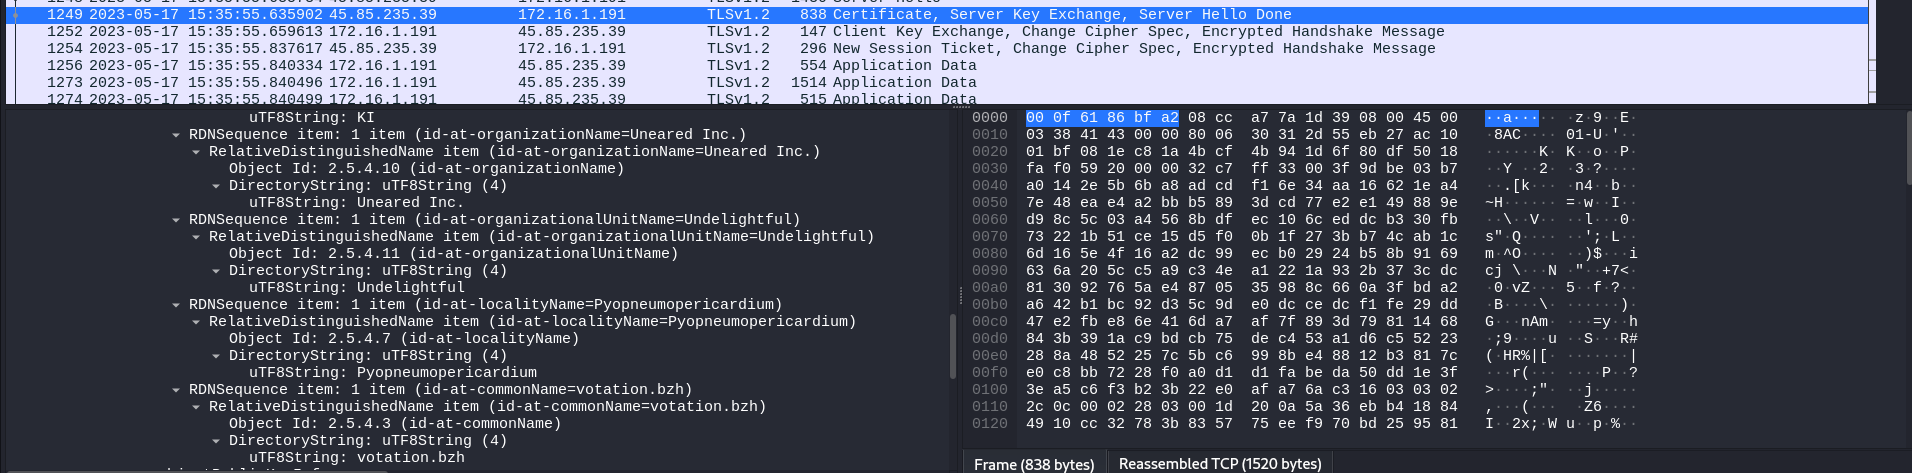 1249 2023-05-17 15:35:55.635902 45.85.235.39 172.16.1.191 TLSv1.2 838 Certificate, Server Key Exchange, Server Hello Done
1252 2023-05-17 15:35:55.659613 172.16.1.191 45.85.235.39 TLSv1.2 147 Client Key Exchange, Change Cipher Spec, Encrypted Handshake Message
1254 2023-05-17 15:35:55.837617 45.85.235.39 172.16.1.191 TLSv1.2 296 New Session Ticket, Change Cipher Spec, Encrypted Handshake Message
1256 2023-05-17 15:35:55.840334 172.16.1.191 45.85.235.39 TLSv1.2 554 Application Data
1273 2023-05-17 15:35:55.840496 172.16.1.191 45.85.235.39 TLSv1.2 1514 Application Data
1274 2023-05-17 15:35:55.840499 172.16.1.191 45.85.235.39 TLSv1.2 515 Application Data
uTF8String: KI
RDNSequence item: 1 item (id-at-organizationName=Uneared Inc.)
RelativeDistinguishedName item (id-at-organizationName=Uneared Inc.)
Object Id: 2.5.4.10 (id-at-organizationName)
DirectoryString: uTF8String (4)
uTF8String: Uneared Inc.
RDNSequence item: 1 item (id-at-organizationalUnitName=Undelightful)
RelativeDistinguishedName item (id-at-organizationalUnitName=Undelightful)
Object Id: 2.5.4.11 (id-at-organizationalUnitName)
DirectoryString: uTF8String (4)
uTF8String: Undelightful
RDNSequence item: 1 item (id-at-localityName=Pyopneumopericardium)
RelativeDistinguishedName item (id-at-localityName=Pyopneumopericardium)
Object Id: 2.5.4.7 (id-at-localityName)
DirectoryString: uTF8String (4)
uTF8String: Pyopneumopericardium
RDNSequence item: 1 item (id-at-commonName=votation.bzh)
RelativeDistinguishedName item (id-at-commonName=votation.bzh)
Object Id: 2.5.4.3 (id-at-commonName)
DirectoryString: uTF8String (4)
uTF8String: votation.bzh
0000 00 0f 61 86 bf a2 08 cc a7 7a 1d 39 08 00 45 00 ··a····· ·z·9··E·
0010 03 38 41 43 00 00 80 06 30 31 2d 55 eb 27 ac 10 ·8AC···· 01-U·'··
0020 01 bf 08 1e c8 1a 4b cf 4b 94 1d 6f 80 df 50 18 ······K· K··o··P·
0030 fa f0 59 20 00 00 32 c7 ff 33 00 3f 9d be 03 b7 ··Y ··2· ·3·?····
0040 a0 14 2e 5b 6b a8 ad cd f1 6e 34 aa 16 62 1e a4 ··.[k··· ·n4··b··
0050 7e 48 ea e4 a2 bb b5 89 3d cd 77 e2 e1 49 88 9e ~H······ =·w··I··
0060 d9 8c 5c 03 a4 56 8b df ec 10 6c ed dc b3 30 fb ··\··V·· ··l···0·
0070 73 22 1b 51 ce 15 d5 f0 0b 1f 27 3b b7 4c ab 1c s"·Q···· ··';·L··
0080 6d 16 5e 4f 16 a2 dc 99 ec b0 29 24 b5 8b 91 69 m·^O···· ··)$···i
0090 63 6a 20 5c c5 a9 c3 4e a1 22 1a 93 2b 37 3c dc cj \···N ·"··+7<·
00a0 81 30 92 76 5a e4 87 05 35 98 8c 66 0a 3f bd a2 ·0·vZ··· 5··f·?··
00b0 a6 42 b1 bc 92 d3 5c 9d e0 dc ce dc f1 fe 29 dd ·B····\· ······)·
00c0 47 e2 fb e8 6e 41 6d a7 af 7f 89 3d 79 81 14 68 G···nAm· ···=y··h
00d0 84 3b 39 1a c9 bd cb 75 de c4 53 a1 d6 c5 52 23 ·;9····u ··S···R#
00e0 28 8a 48 52 25 7c 5b c6 99 8b e4 88 12 b3 81 7c (·HR%|[· ·······|
00f0 e0 c8 bb 72 28 f0 a0 d1 d1 fa be da 50 dd 1e 3f ···r(··· ····P··?
0100 3e a5 c6 f3 b2 3b 22 e0 af a7 6a c3 16 03 03 02 >····;"· ··j·····
0110 2c 0c 00 02 28 03 00 1d 20 0a 5a 36 eb b4 18 84 ,···(··· ·Z6····
0120 49 10 cc 32 78 3b 83 57 75 ee f9 70 bd 25 95 81 I··2x;·W u··p·%··
Frame (838 bytes) Reassembled TCP (1520 bytes)